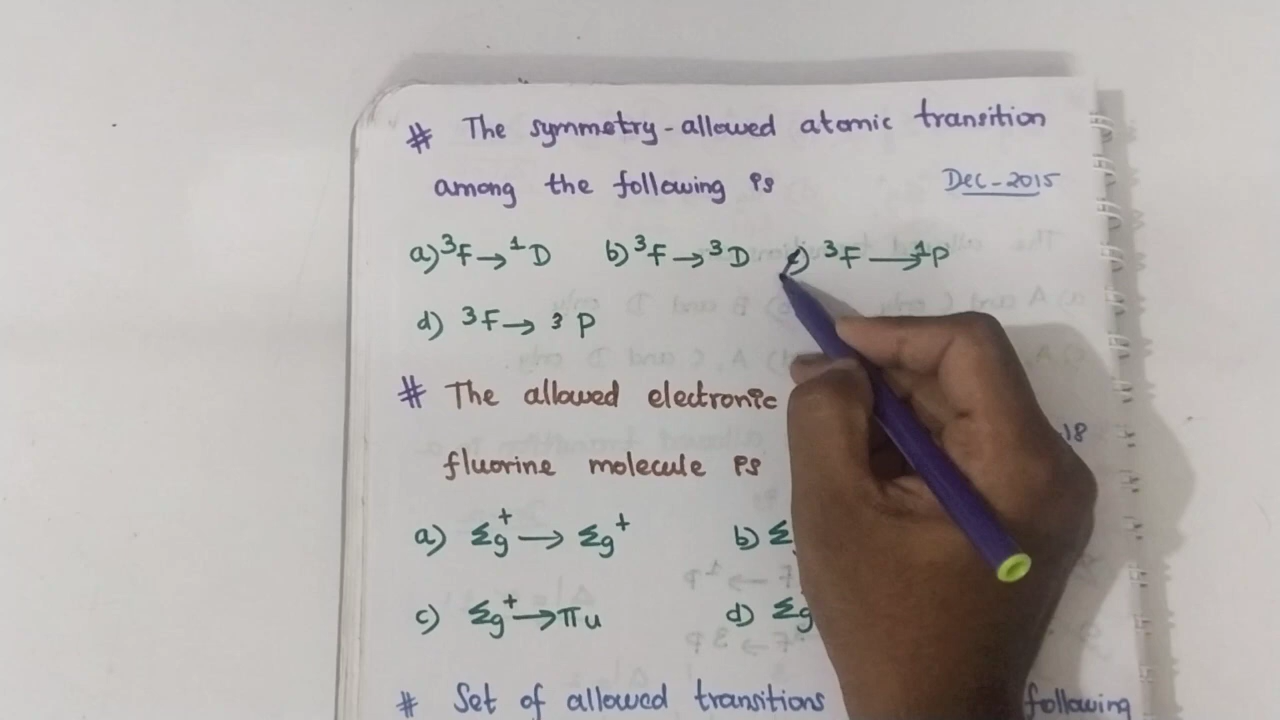 # The symmetry-allowed atomic transition
among the following is Dec-2015
a) ³F → ¹D b) ³F → ³D c) ³F → ¹P
d) ³F → ³P
# The allowed electronic
fluorine molecule is 18
a) Σg⁺ → Σg⁺ b) Σ
c) Σg⁺ → πu d) Σg
# Set of allowed transitions following